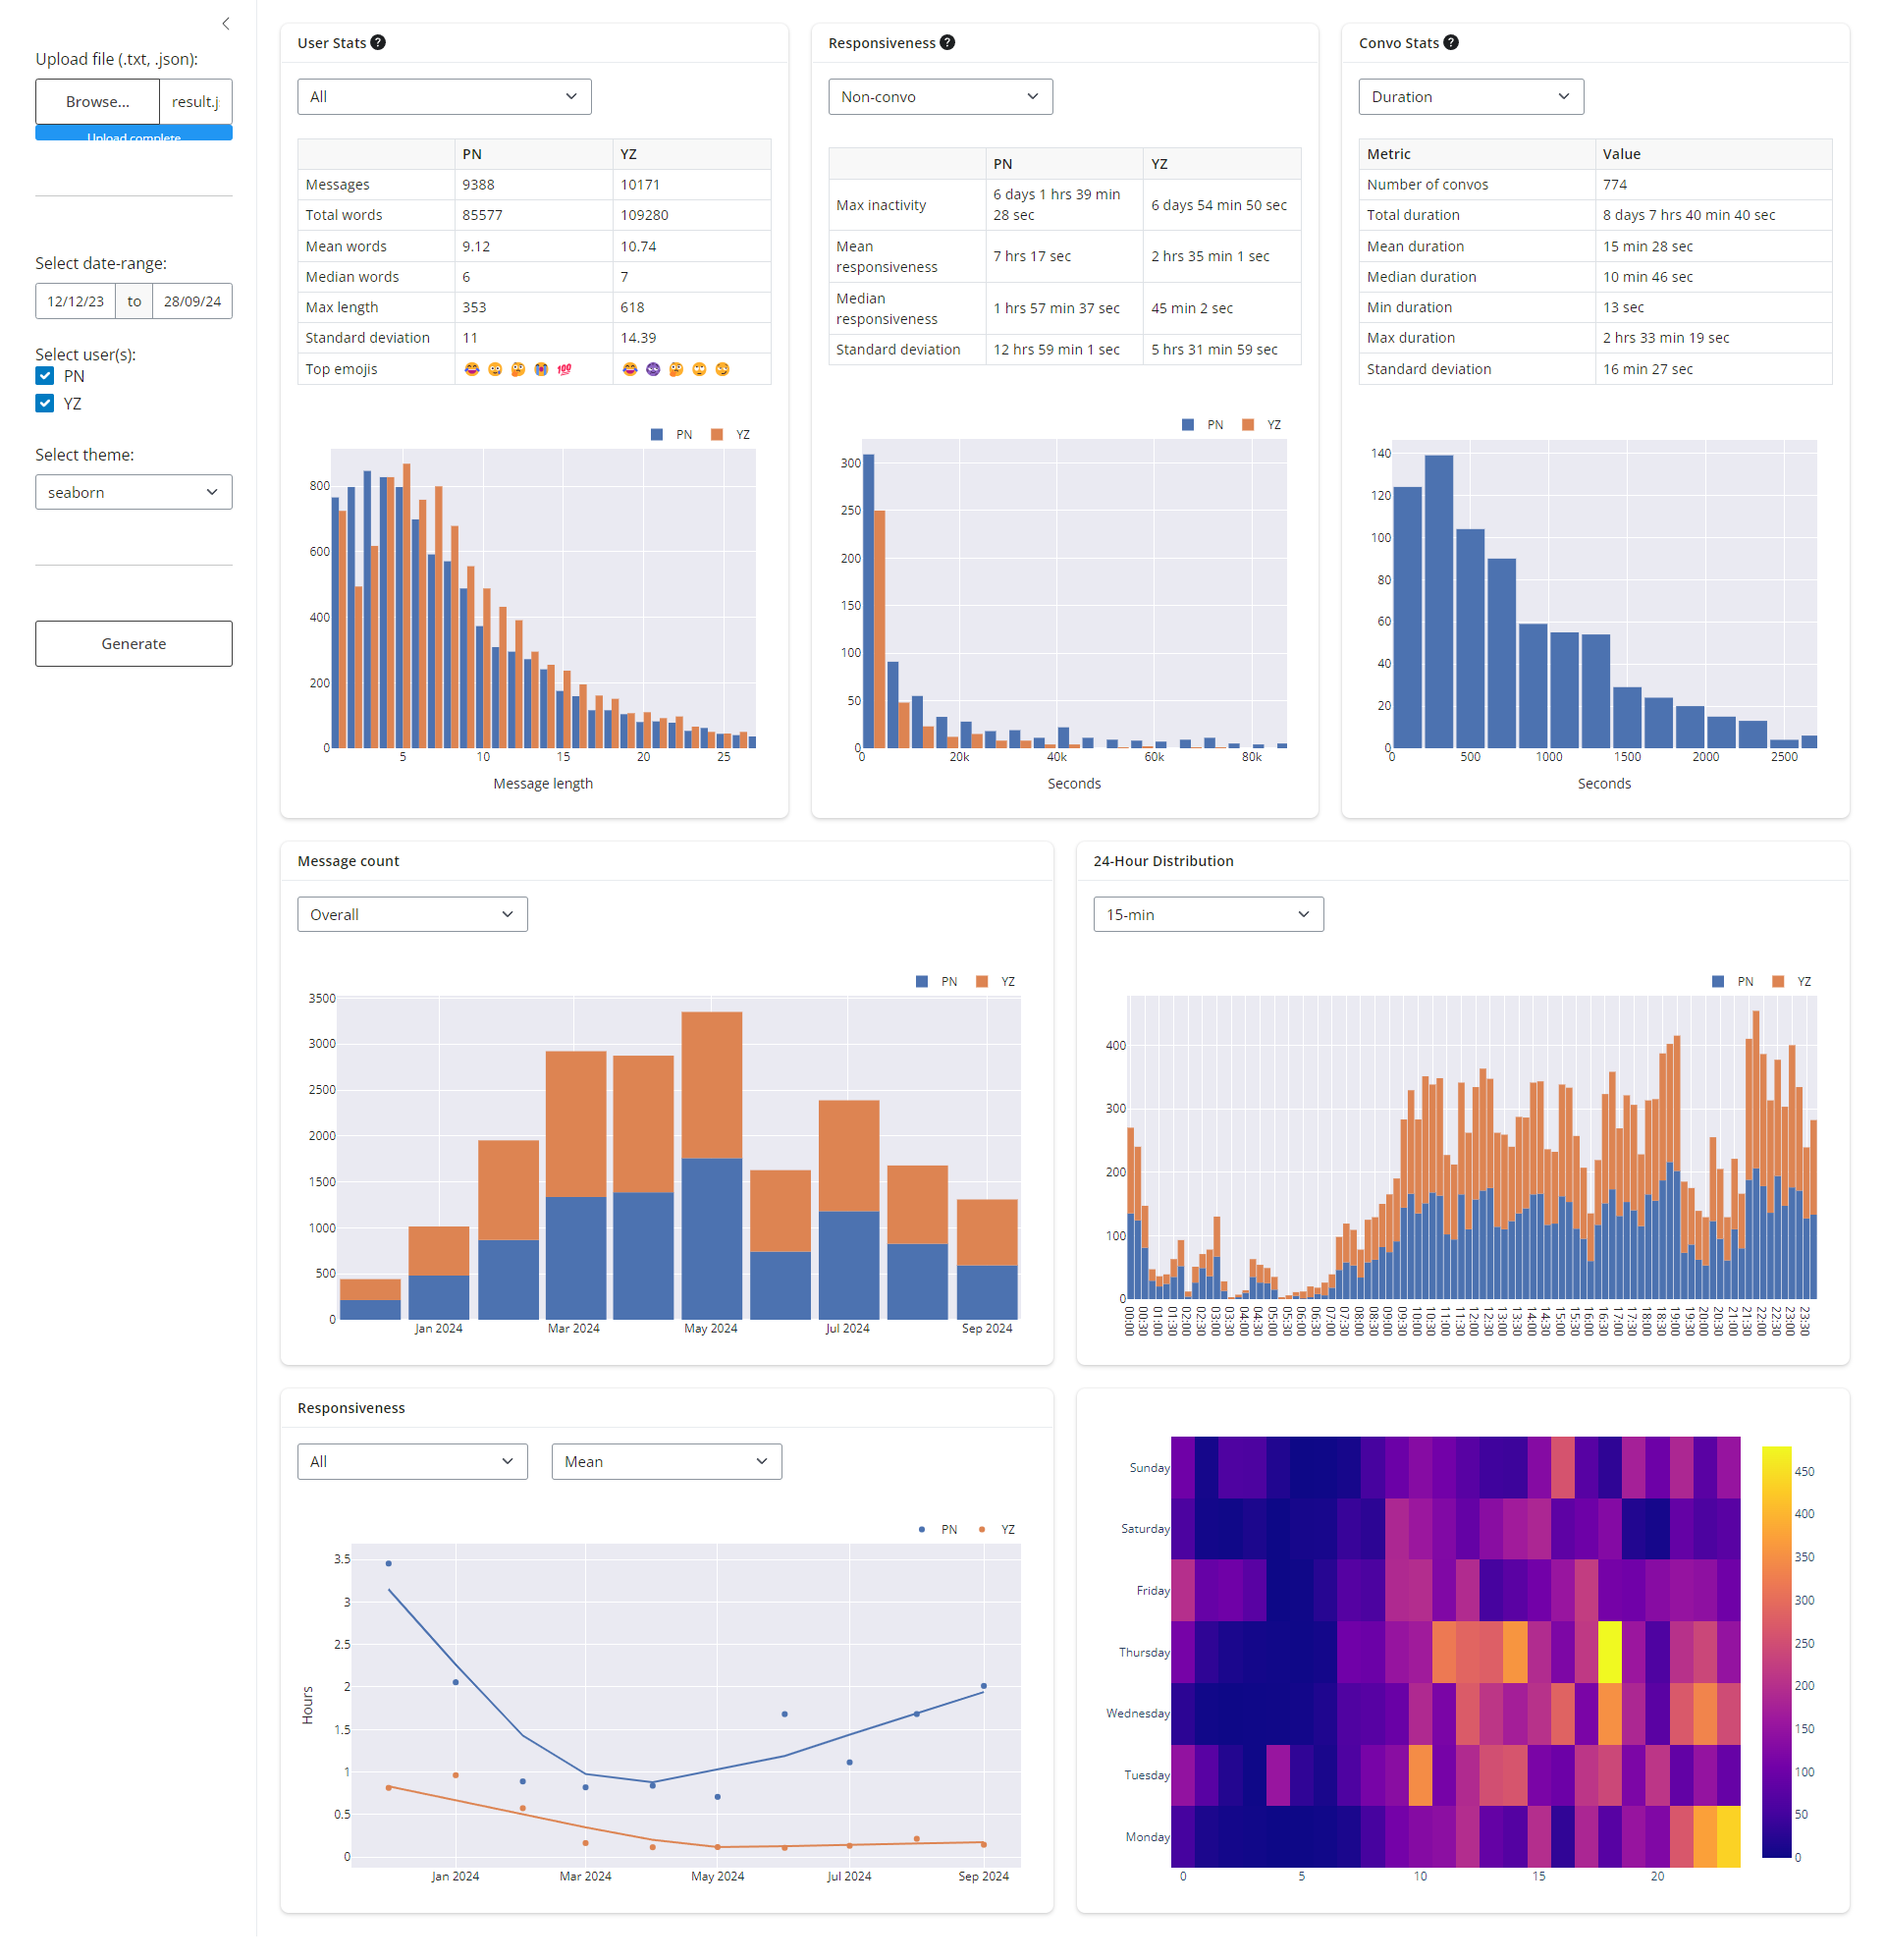 Upload file (.txt, .json):
Browse... result.j
Upload complete
Select date-range:
12/12/23 to 28/09/24
Select user(s):
PN
YZ
Select theme:
seaborn
Generate
User Stats ?
All
PN YZ
Messages 9388 10171
Total words 85577 109280
Mean words 9.12 10.74
Median words 6 7
Max length 353 618
Standard deviation 11 14.39
Top emojis 😂 😬 🤔 😭 💯 😂 😈 🤔 🙄 😏
PN YZ
800
600
400
200
0
5 10 15 20 25
Message length
Responsiveness ?
Non-convo
PN YZ
Max inactivity 6 days 1 hrs 39 min 28 sec 6 days 54 min 50 sec
Mean responsiveness 7 hrs 17 sec 2 hrs 35 min 1 sec
Median responsiveness 1 hrs 57 min 37 sec 45 min 2 sec
Standard deviation 12 hrs 59 min 1 sec 5 hrs 31 min 59 sec
PN YZ
300
250
200
150
100
50
0
0 20k 40k 60k 80k
Seconds
Convo Stats ?
Duration
Metric Value
Number of convos 774
Total duration 8 days 7 hrs 40 min 40 sec
Mean duration 15 min 28 sec
Median duration 10 min 46 sec
Min duration 13 sec
Max duration 2 hrs 33 min 19 sec
Standard deviation 16 min 27 sec
140
120
100
80
60
40
20
0
0 500 1000 1500 2000 2500
Seconds
Message count
Overall
PN YZ
3500
3000
2500
2000
1500
1000
500
0
Jan 2024 Mar 2024 May 2024 Jul 2024 Sep 2024
24-Hour Distribution
15-min
PN YZ
400
300
200
100
0
00:00 00:30 01:00 01:30 02:00 02:30 03:00 03:30 04:00 04:30 05:00 05:30 06:00 06:30 07:00 07:30 08:00 08:30 09:00 09:30 10:00 10:30 11:00 11:30 12:00 12:30 13:00 13:30 14:00 14:30 15:00 15:30 16:00 16:30 17:00 17:30 18:00 18:30 19:00 19:30 20:00 20:30 21:00 21:30 22:00 22:30 23:00 23:30
Responsiveness
All Mean
PN YZ
Hours
3.5
3
2.5
2
1.5
1
0.5
0
Jan 2024 Mar 2024 May 2024 Jul 2024 Sep 2024
Sunday
Saturday
Friday
Thursday
Wednesday
Tuesday
Monday
0 5 10 15 20
450
400
350
300
250
200
150
100
50
0